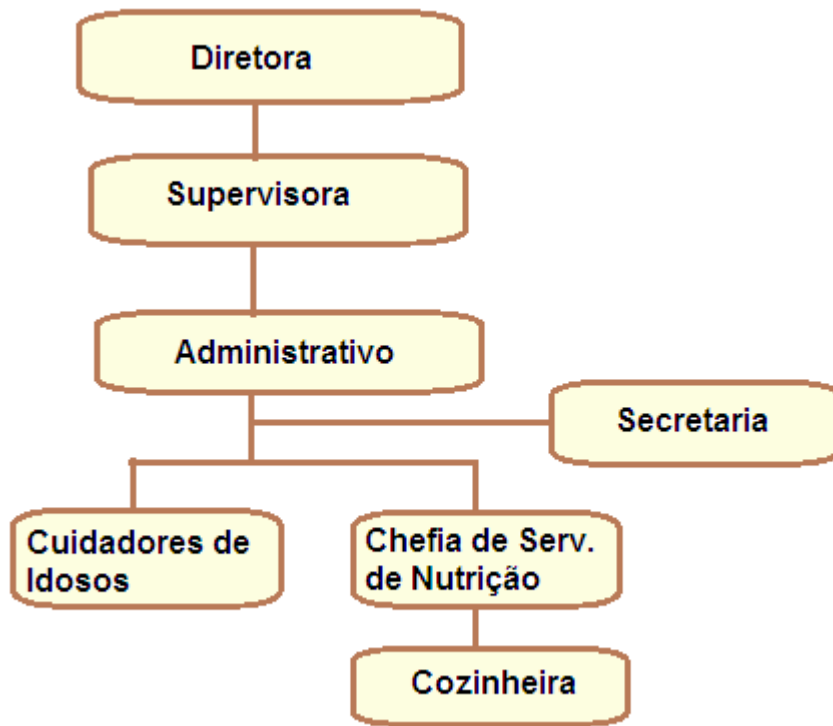 Diretora
Supervisora
Administrativo
Secretaria
Cuidadores de
Idosos
Chefia de Serv.
de Nutrição
Cozinheira